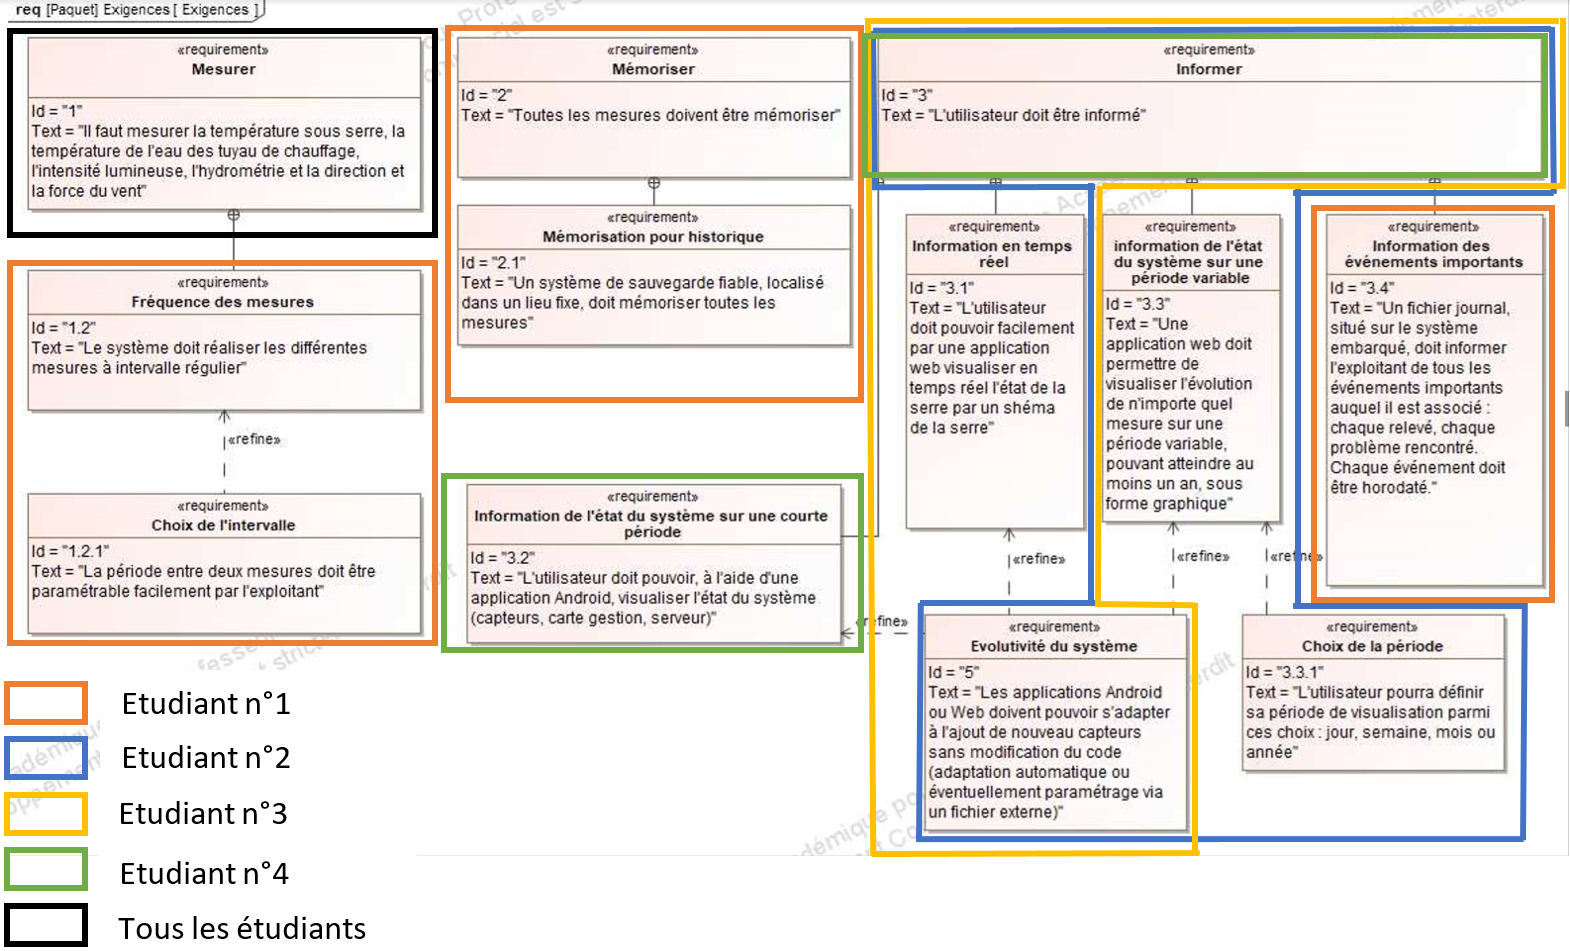 req [Paquet] Exigences [ Exigences ]
«requirement»
Mesurer
Id = "1"
Text = "Il faut mesurer la température sous serre, la
température de l'eau des tuyau de chauffage,
l'intensité lumineuse, l'hydrométrie et la direction et
la force du vent"
«requirement»
Fréquence des mesures
Id = "1.2"
Text = "Le système doit réaliser les différentes
mesures à intervalle régulier"
«refine»
«requirement»
Choix de l'intervalle
Id = "1.2.1"
Text = "La période entre deux mesures doit être
paramétrable facilement par l'exploitant"
«requirement»
Mémoriser
Id = "2"
Text = "Toutes les mesures doivent être mémoriser"
«requirement»
Mémorisation pour historique
Id = "2.1"
Text = "Un système de sauvegarde fiable, localisé
dans un lieu fixe, doit mémoriser toutes les
mesures"
«requirement»
Information de l'état du système sur une courte
période
Id = "3.2"
Text = "L'utilisateur doit pouvoir, à l'aide d'une
application Android, visualiser l'état du système
(capteurs, carte gestion, serveur)"
«requirement»
Informer
Id = "3"
Text = "L'utilisateur doit être informé"
«requirement»
Information en temps
réel
Id = "3.1"
Text = "L'utilisateur
doit pouvoir facilement
par une application
web visualiser en
temps réel l'état de la
serre par un shéma
de la serre"
«requirement»
information de l'état
du système sur une
période variable
Id = "3.3"
Text = "Une
application web doit
permettre de
visualiser l'évolution
de n'importe quel
mesure sur une
période variable,
pouvant atteindre au
moins un an, sous
forme graphique"
«requirement»
Information des
événements importants
Id = "3.4"
Text = "Un fichier journal,
situé sur le système
embarqué, doit informer
l'exploitant de tous les
événements importants
auquel il est associé :
chaque relevé, chaque
problème rencontré.
Chaque événement doit
être horodaté."
«refine»
«refine»
«refine»
«refine»
«requirement»
Evolutivité du système
Id = "5"
Text = "Les applications Android
ou Web doivent pouvoir s'adapter
à l'ajout de nouveau capteurs
sans modification du code
(adaptation automatique ou
éventuellement paramétrage via
un fichier externe)"
«requirement»
Choix de la période
Id = "3.3.1"
Text = "L'utilisateur pourra définir
sa période de visualisation parmi
ces choix : jour, semaine, mois ou
année"
Etudiant n°1
Etudiant n°2
Etudiant n°3
Etudiant n°4
Tous les étudiants